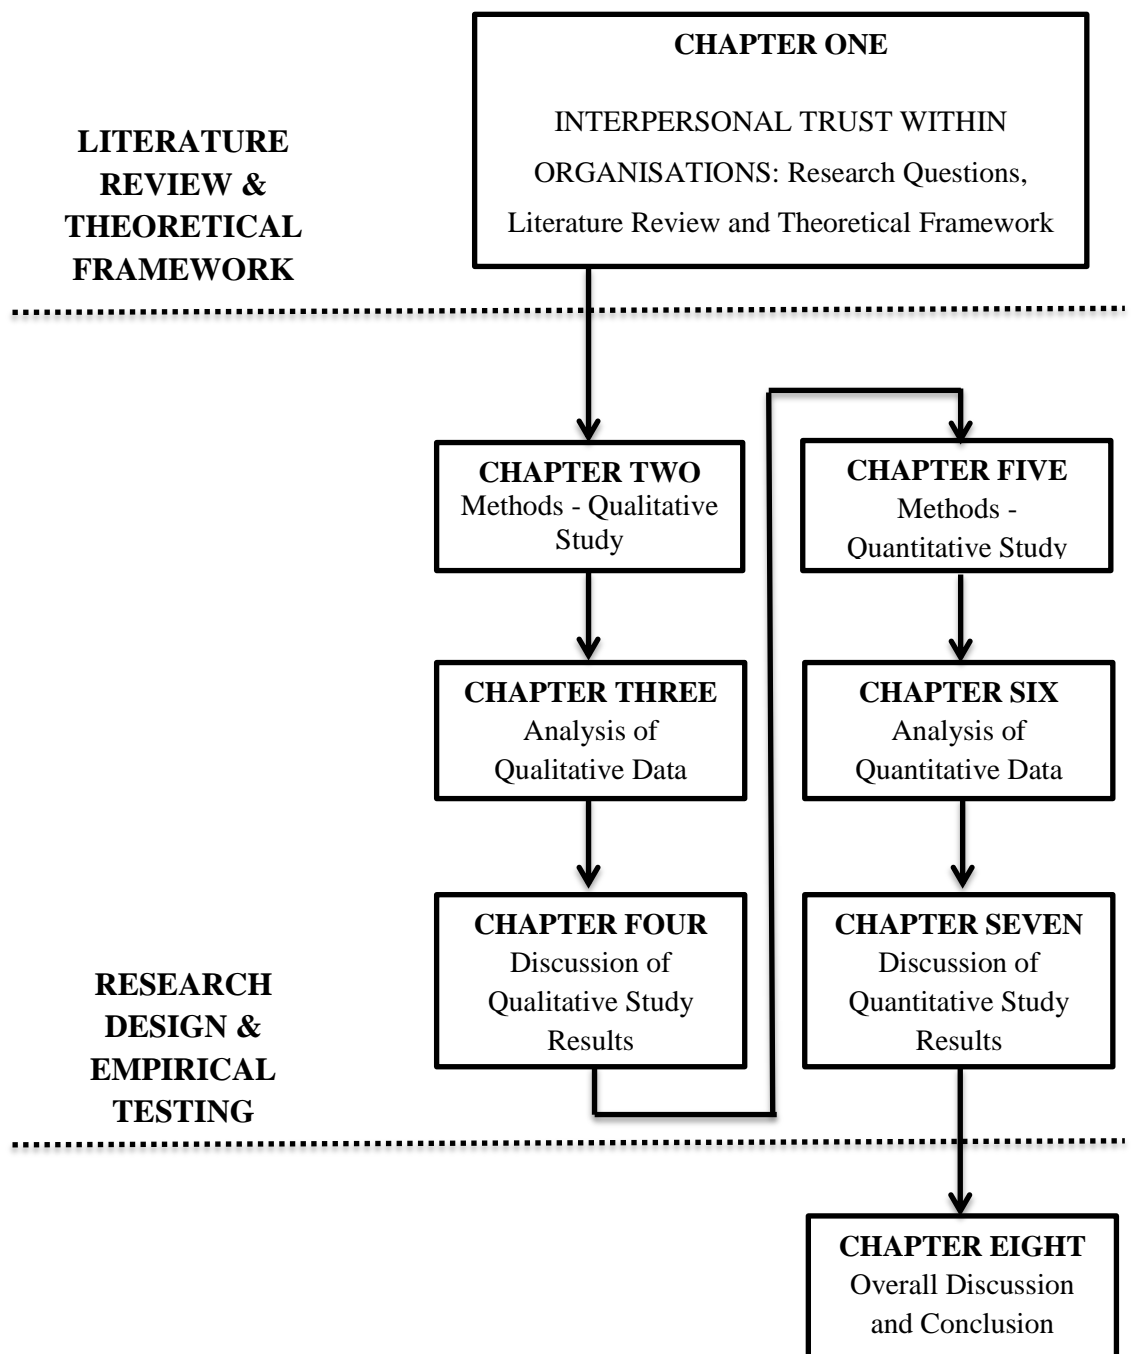 CHAPTER ONE
INTERPERSONAL TRUST WITHIN
ORGANISATIONS: Research Questions,
Literature Review and Theoretical Framework
LITERATURE
REVIEW &
THEORETICAL
FRAMEWORK
CHAPTER TWO
Methods - Qualitative
Study
CHAPTER THREE
Analysis of
Qualitative Data
CHAPTER FOUR
Discussion of
Qualitative Study
Results
CHAPTER FIVE
Methods -
Quantitative Study
CHAPTER SIX
Analysis of
Quantitative Data
CHAPTER SEVEN
Discussion of
Quantitative Study
Results
RESEARCH
DESIGN &
EMPIRICAL
TESTING
CHAPTER EIGHT
Overall Discussion
and Conclusion